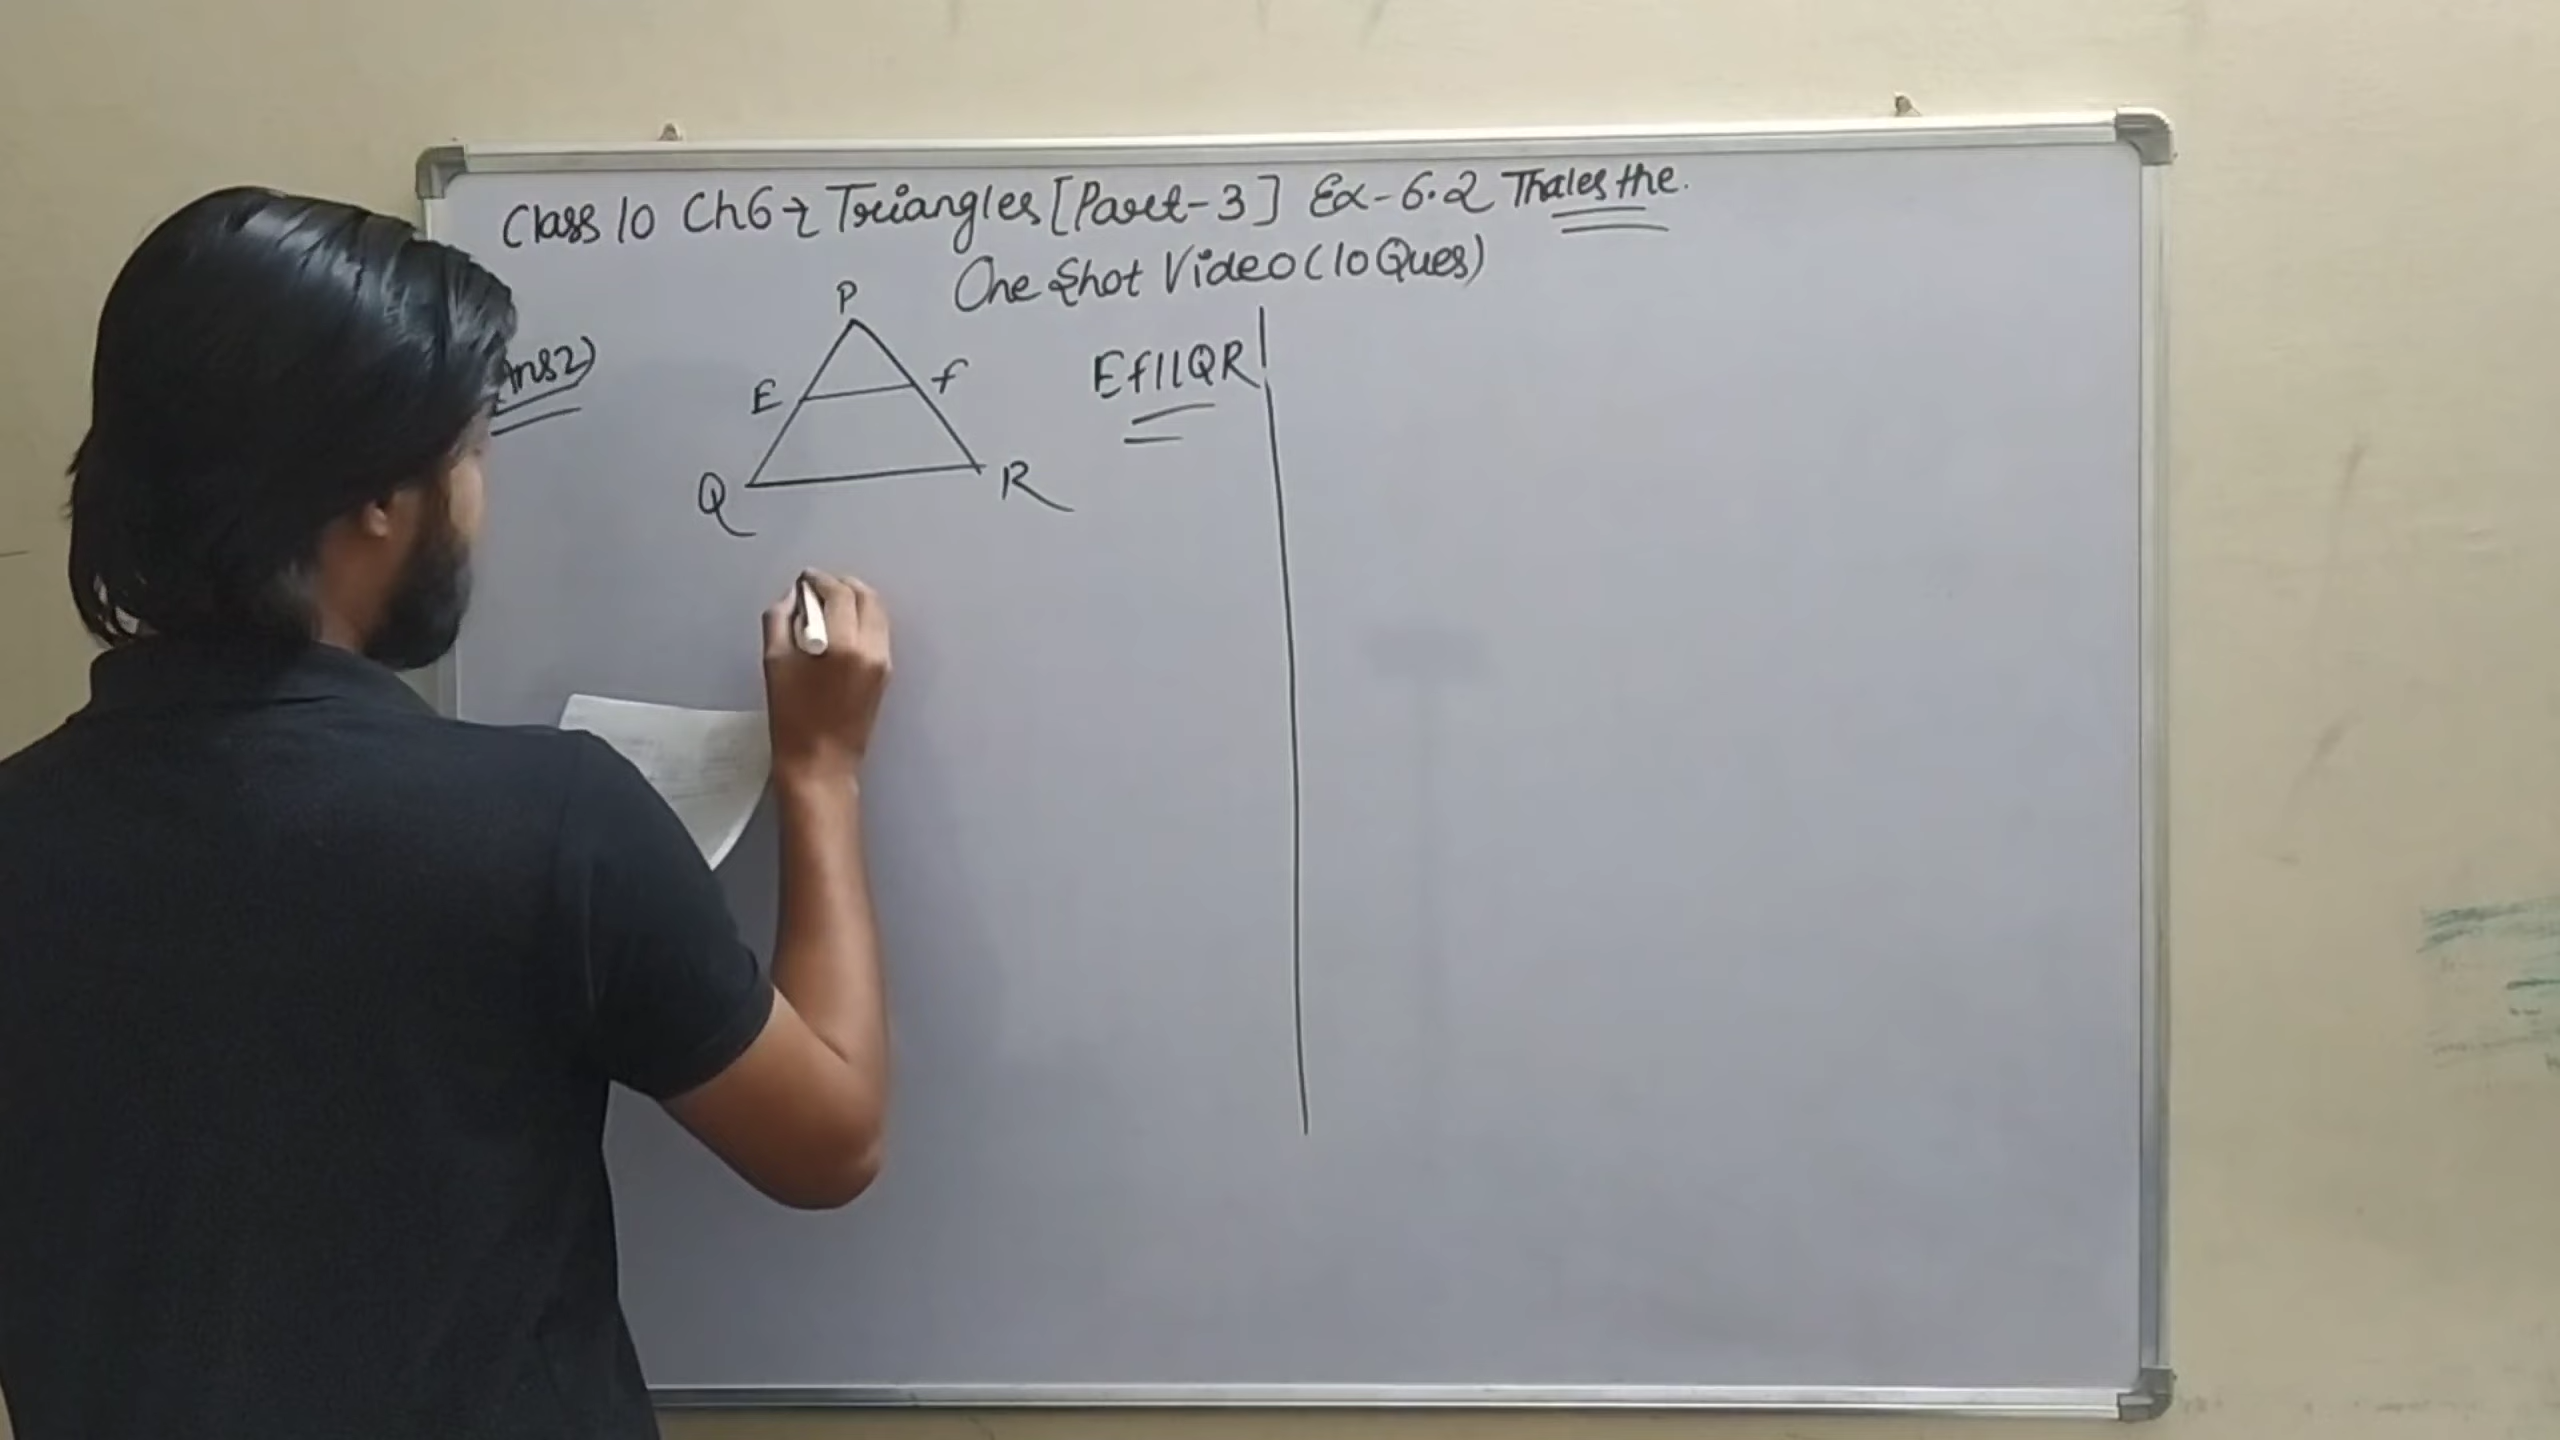 Class 10 Ch6 → Triangles [Part-3] Ex-6.2 Thales the.
One Shot Video (10 Ques)
Ans2)
P
E f
Q R
Ef||QR